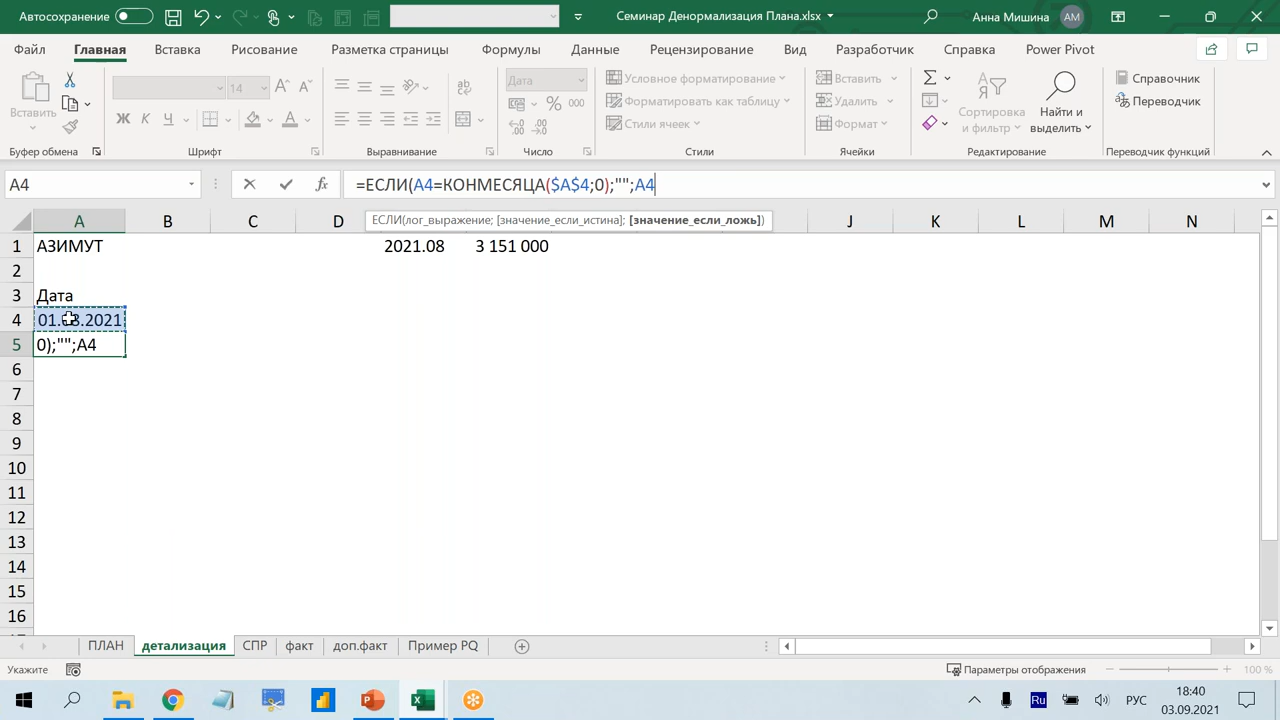 Автосохранение
Семинар Денормализация Плана.xlsx
Анна Мишина
АМ
Файл
Главная
Вставка
Рисование
Разметка страницы
Формулы
Данные
Рецензирование
Вид
Разработчик
Справка
Power Pivot
Вставить
14
Ж К Ч
Дата
% 000
Условное форматирование
Форматировать как таблицу
Стили ячеек
Вставить
Удалить
Формат
Сортировка
и фильтр
Найти и
выделить
Справочник
Переводчик
Буфер обмена
Шрифт
Выравнивание
Число
Стили
Ячейки
Редактирование
Переводчик функций
A4
=ЕСЛИ(A4=КОНМЕСЯЦА($A$4;0);"";A4
ЕСЛИ(лог_выражение; [значение_если_истина]; [значение_если_ложь])
A B C D J K L M N
1 АЗИМУТ 2021.08 3 151 000
2
3 Дата
4
5 0);"";A4
6
7
8
9
10
11
12
13
14
15
16
ПЛАН
детализация
СПР
факт
доп.факт
Пример PQ
Укажите
Параметры отображения
100 %
Ru
РУС
18:40
03.09.2021